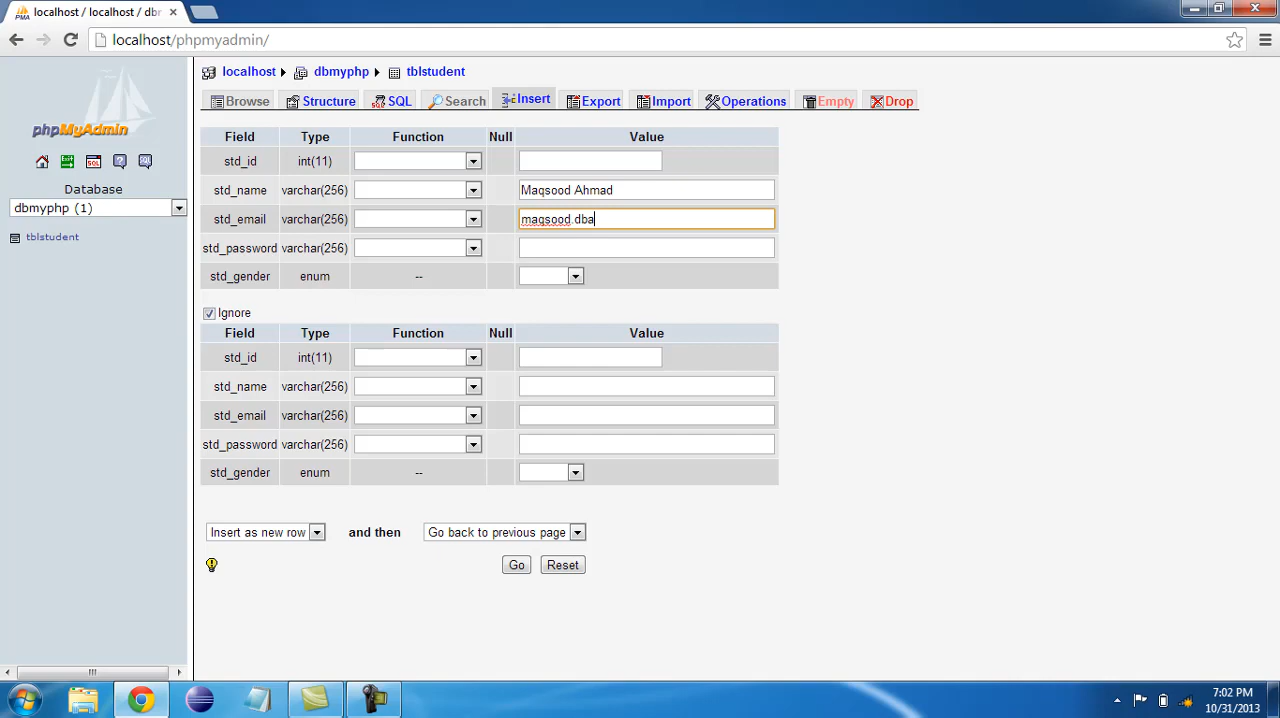 PMA localhost / localhost / dbr
localhost/phpmyadmin/
phpMyAdmin
Database
dbmyphp (1)
tblstudent
localhost dbmyphp tblstudent
Browse Structure SQL Search Insert Export Import Operations Empty Drop
Field Type Function Null Value
std_id int(11)
std_name varchar(256) Maqsood Ahmad
std_email varchar(256) maqsood.dba
std_password varchar(256)
std_gender enum --
Ignore
Field Type Function Null Value
std_id int(11)
std_name varchar(256)
std_email varchar(256)
std_password varchar(256)
std_gender enum --
Insert as new row and then Go back to previous page
Go Reset
7:02 PM
10/31/2013